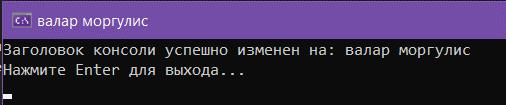 валар моргулис
Заголовок консоли успешно изменен на: валар моргулис
Нажмите Enter для выхода...